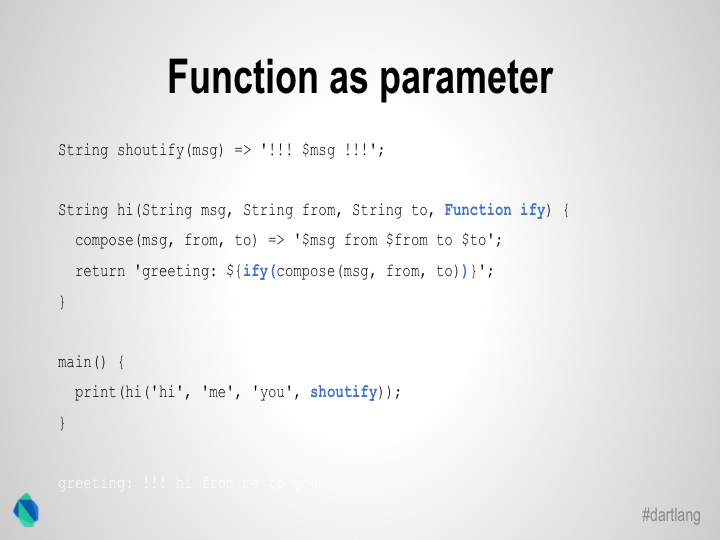 Function as parameter
String shoutify(msg) => '!!! $msg !!!';
String hi(String msg, String from, String to, Function ify) {
compose(msg, from, to) => '$msg from $from to $to';
return 'greeting: ${ify(compose(msg, from, to))}';
}
main() {
print(hi('hi', 'me', 'you', shoutify));
}
greeting: !!! hi from me to you !!!
#dartlang